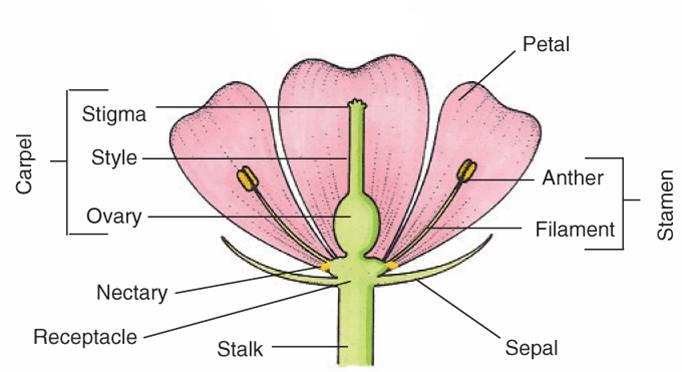 Petal
Carpel
Stigma
Style
Ovary
Anther
Filament
Stamen
Nectary
Receptacle
Stalk
Sepal